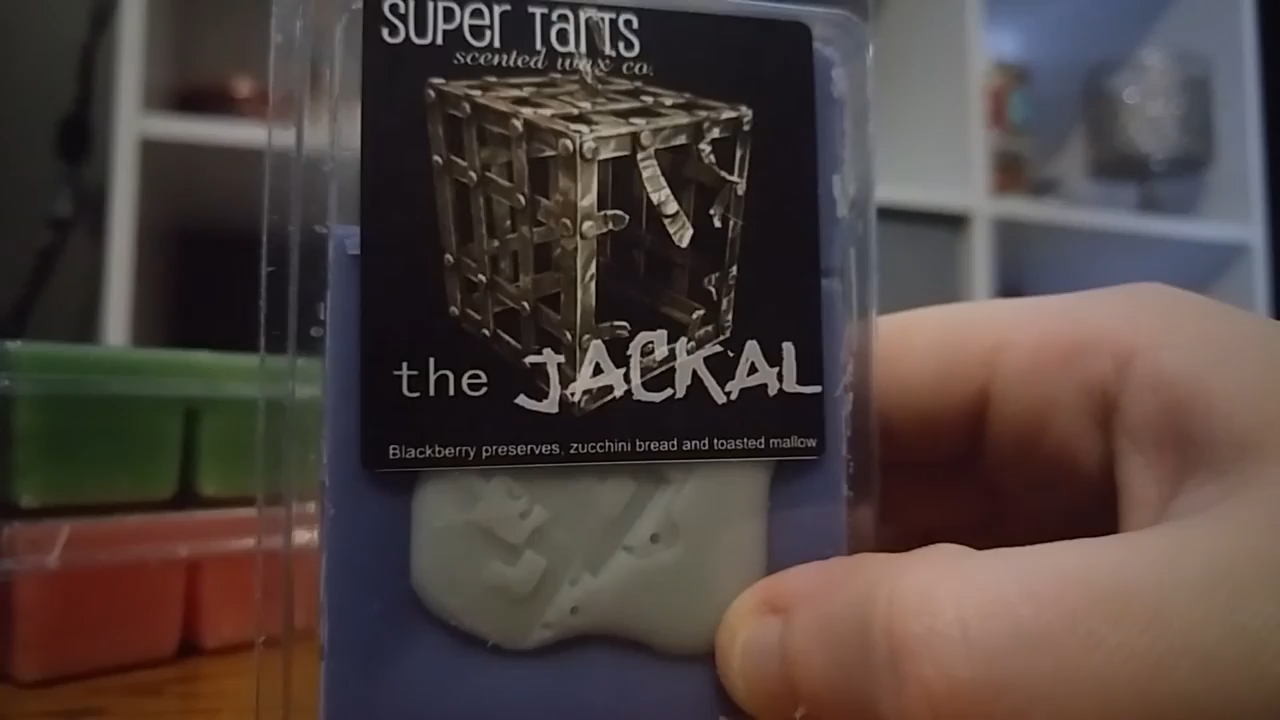 SUPER TARTS
scented wax co.
the JACKAL
Blackberry preserves, zucchini bread and toasted mallow